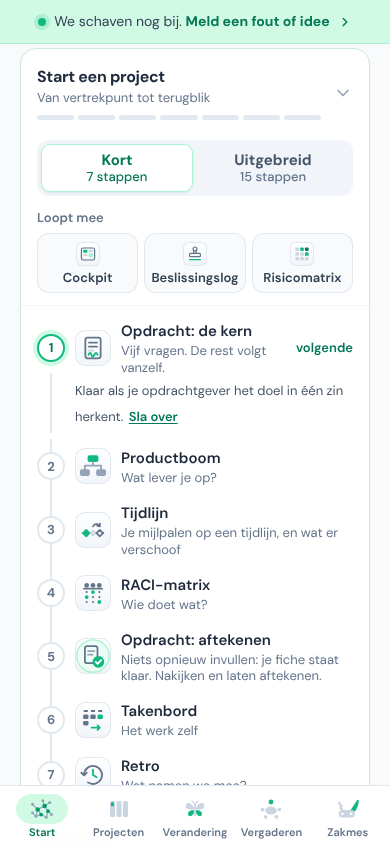 We schaven nog bij. Meld een fout of idee
Start een project
Van vertrekpunt tot terugblik
Kort
7 stappen
Uitgebreid
15 stappen
Loopt mee
Cockpit
Beslissingslog
Risicomatrix
1
Opdracht: de kern
Vijf vragen. De rest volgt
vanzelf.
volgende
Klaar als je opdrachtgever het doel in één zin
herkent. Sla over
2
Productboom
Wat lever je op?
3
Tijdlijn
Je mijlpalen op een tijdlijn, en wat er
verschoof
4
RACI-matrix
Wie doet wat?
5
Opdracht: aftekenen
Niets opnieuw invullen: je fiche staat
klaar. Nakijken en laten aftekenen.
6
Takenbord
Het werk zelf
7
Retro
Wat nemen we mee?
Start
Projecten
Verandering
Vergaderen
Zakmes